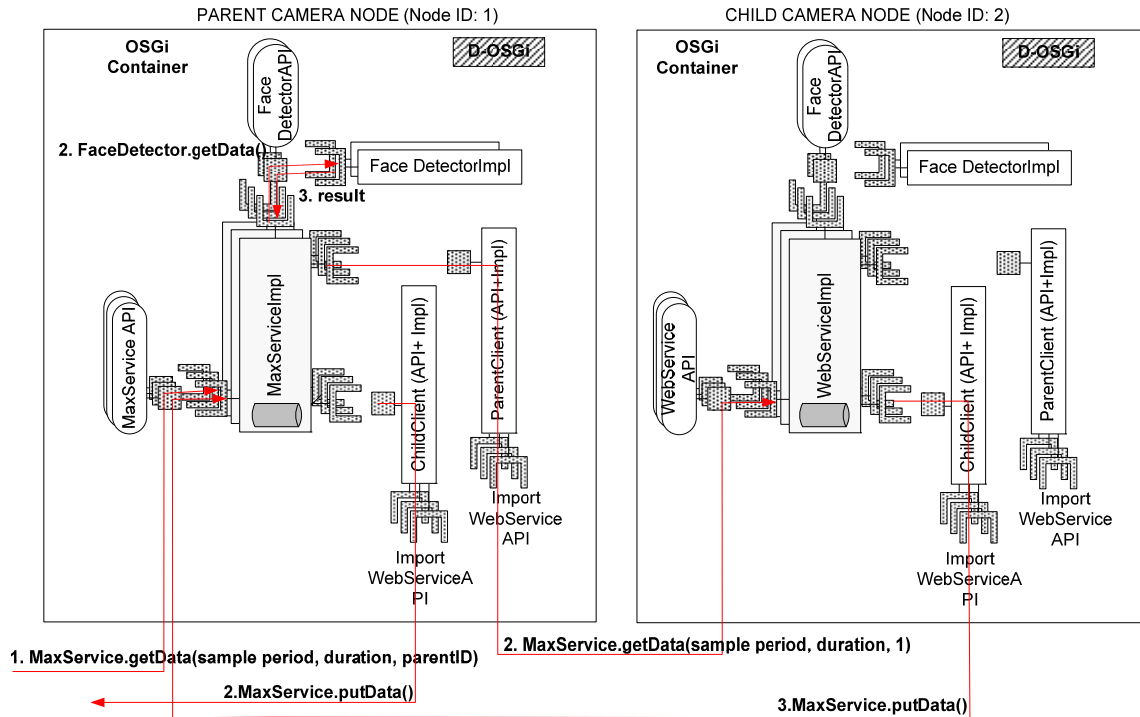 PARENT CAMERA NODE (Node ID: 1)
OSGi
Container
D-OSGi
Face
DetectorAPI
2. FaceDetector.getData()
Face DetectorImpl
3. result
MaxServiceImpl
MaxService API
ChildClient (API+ Impl)
ParentClient (API+Impl)
Import
WebService
API
Import
WebServiceA
PI
1. MaxService.getData(sample period, duration, parentID)
2.MaxService.putData()
CHILD CAMERA NODE (Node ID: 2)
OSGi
Container
D-OSGi
Face
DetectorAPI
Face DetectorImpl
WebServiceImpl
WebService
API
ChildClient (API+ Impl)
ParentClient (API+Impl)
Import
WebService
API
Import
WebServiceA
PI
2. MaxService.getData(sample period, duration, 1)
3.MaxService.putData()